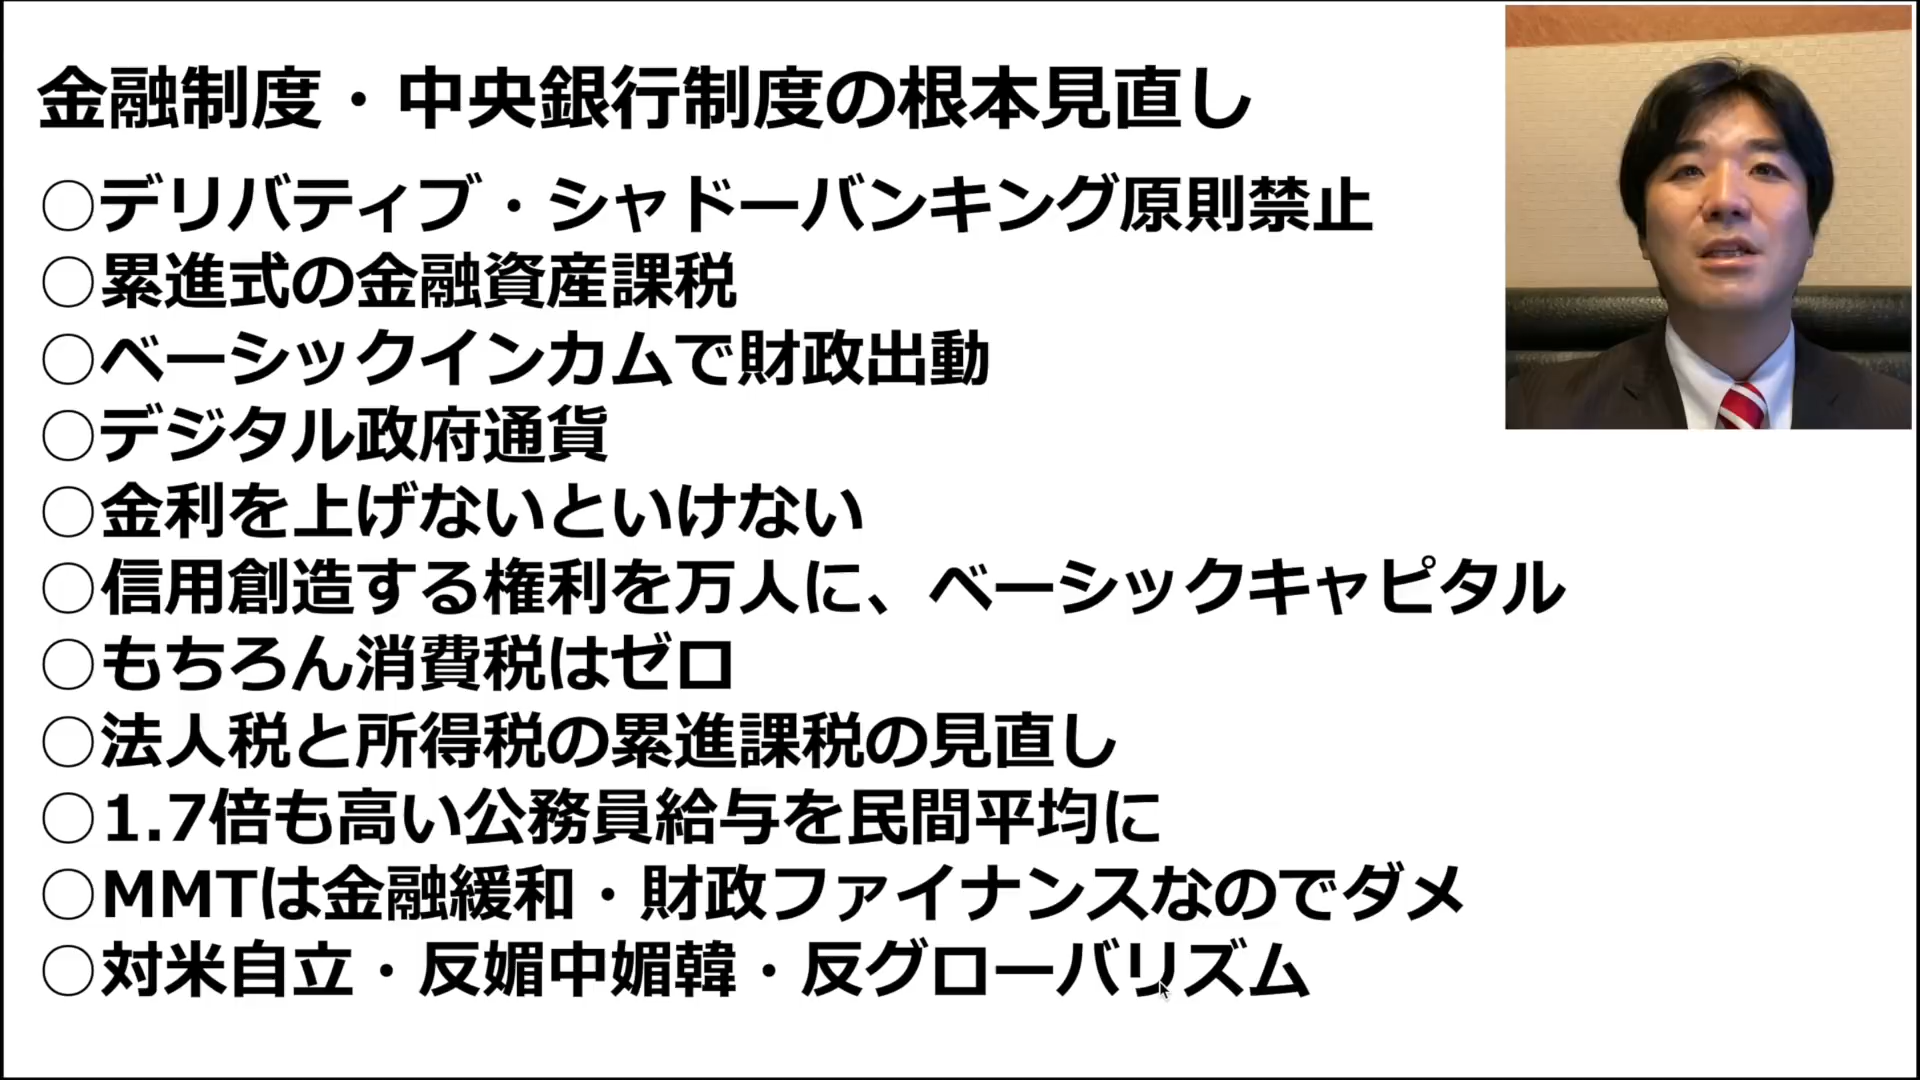 金融制度・中央銀行制度の根本見直し
○デリバティブ・シャドーバンキング原則禁止
○累進式の金融資産課税
○ベーシックインカムで財政出動
○デジタル政府通貨
○金利を上げないといけない
○信用創造する権利を万人に、ベーシックキャピタル
○もちろん消費税はゼロ
○法人税と所得税の累進課税の見直し
○1.7倍も高い公務員給与を民間平均に
○MMTは金融緩和・財政ファイナンスなのでダメ
○対米自立・反媚中媚韓・反グローバリズム